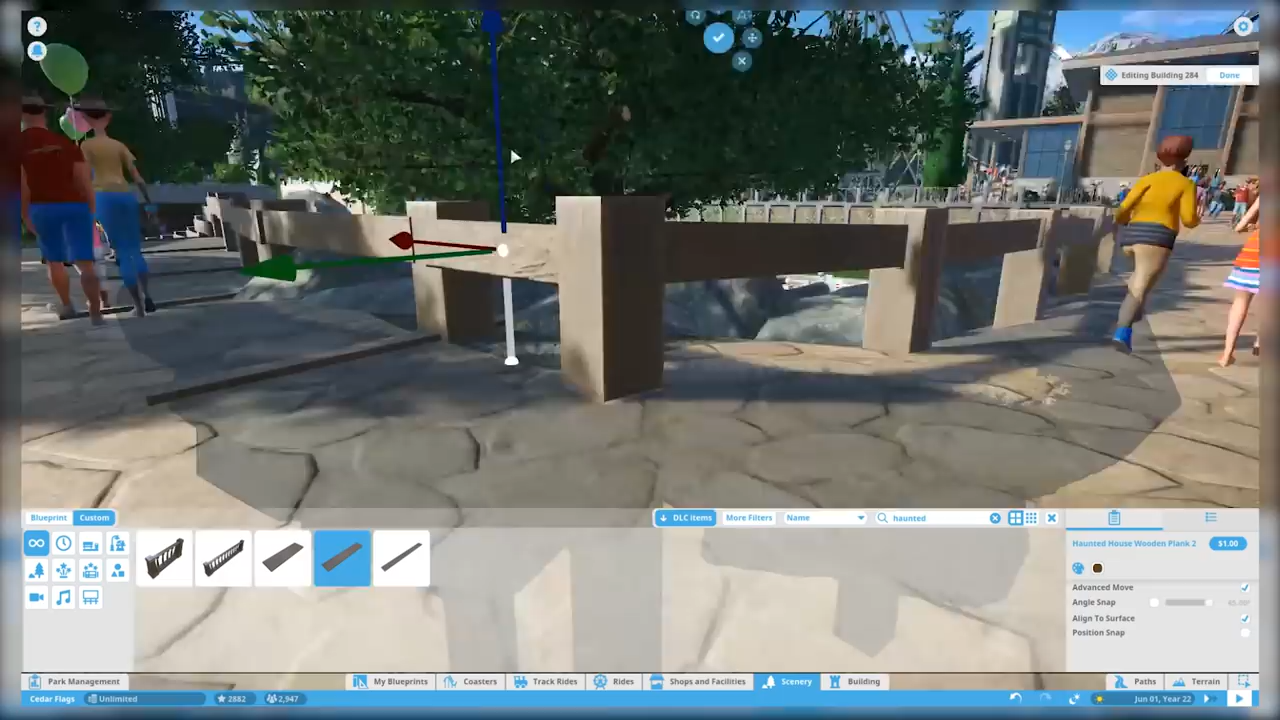 ?
Editing Building 284 Done
Blueprint Custom DLC items More Filters Name haunted
Haunted House Wooden Plank 2 $1.00
Advanced Move
Angle Snap
Align To Surface
Position Snap
Park Management My Blueprints Coasters Track Rides Rides Shops and Facilities Scenery Building Paths Terrain
Cedar Flags Unlimited 2882 2,947 Jun 01, Year 22